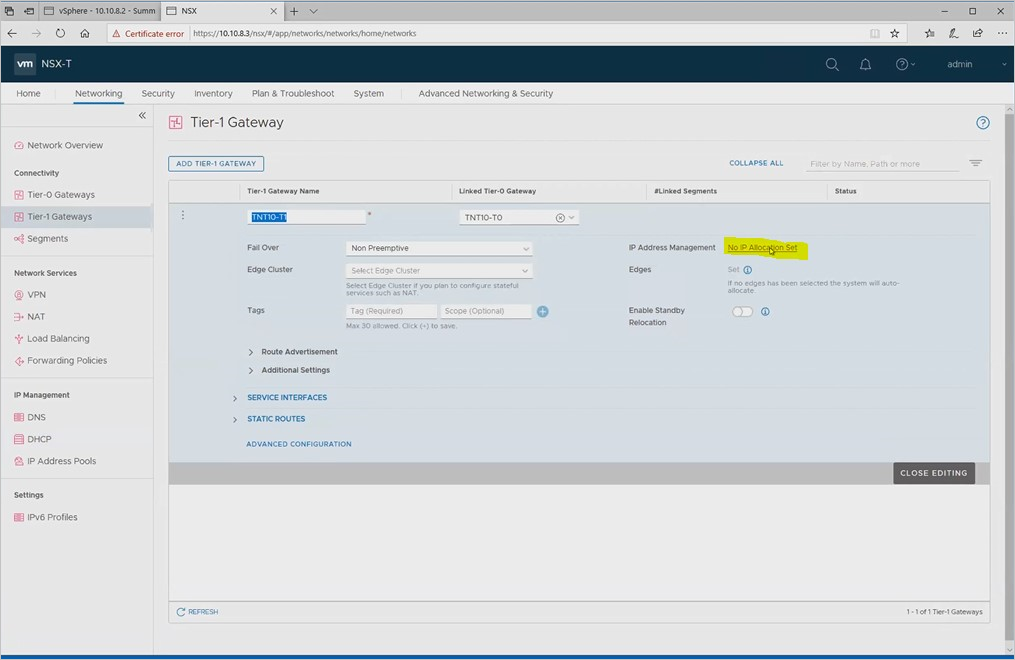 vSphere - 10.10.8.2 - Summ
NSX
Certificate error
https://10.10.8.3/nsx/#/app/networks/networks/home/networks
vm NSX-T
admin
Home Networking Security Inventory Plan & Troubleshoot System Advanced Networking & Security
Network Overview
Connectivity
Tier-0 Gateways
Tier-1 Gateways
Segments
Network Services
VPN
NAT
Load Balancing
Forwarding Policies
IP Management
DNS
DHCP
IP Address Pools
Settings
IPv6 Profiles
Tier-1 Gateway
ADD TIER-1 GATEWAY
COLLAPSE ALL
Filter by Name, Path or more
Tier-1 Gateway Name Linked Tier-0 Gateway #Linked Segments Status
TNT10-T1 * TNT10-T0
Fail Over Non Preemptive IP Address Management No IP Allocation Set
Edge Cluster Select Edge Cluster Edges Set
Select Edge Cluster if you plan to configure stateful
services such as NAT.
If no edges has been selected the system will auto-
allocate.
Tags Tag (Required) Scope (Optional) Enable Standby
Relocation
Max 30 allowed. Click (+) to save.
Route Advertisement
Additional Settings
SERVICE INTERFACES
STATIC ROUTES
ADVANCED CONFIGURATION
CLOSE EDITING
REFRESH
1 - 1 of 1 Tier-1 Gateways